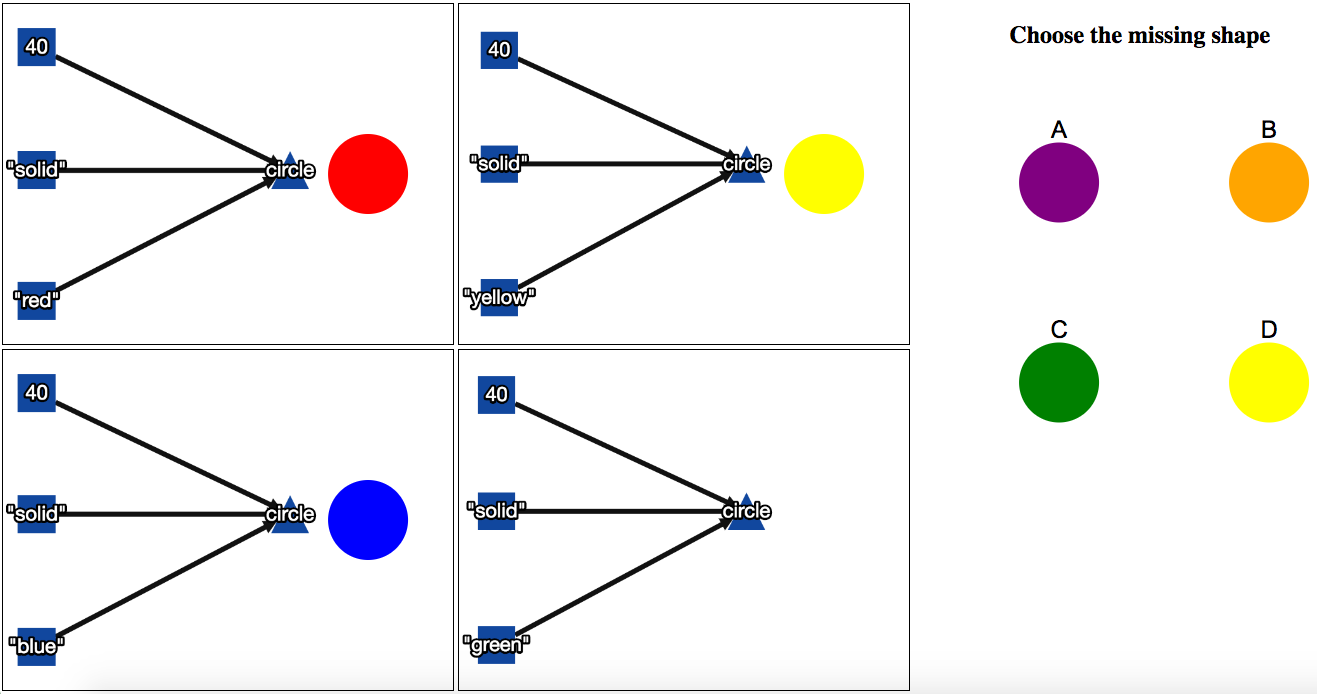 40
"solid"
circle
"red"
40
"solid"
circle
"yellow"
40
"solid"
circle
"blue"
40
"solid"
circle
"green"
Choose the missing shape
A
B
C
D